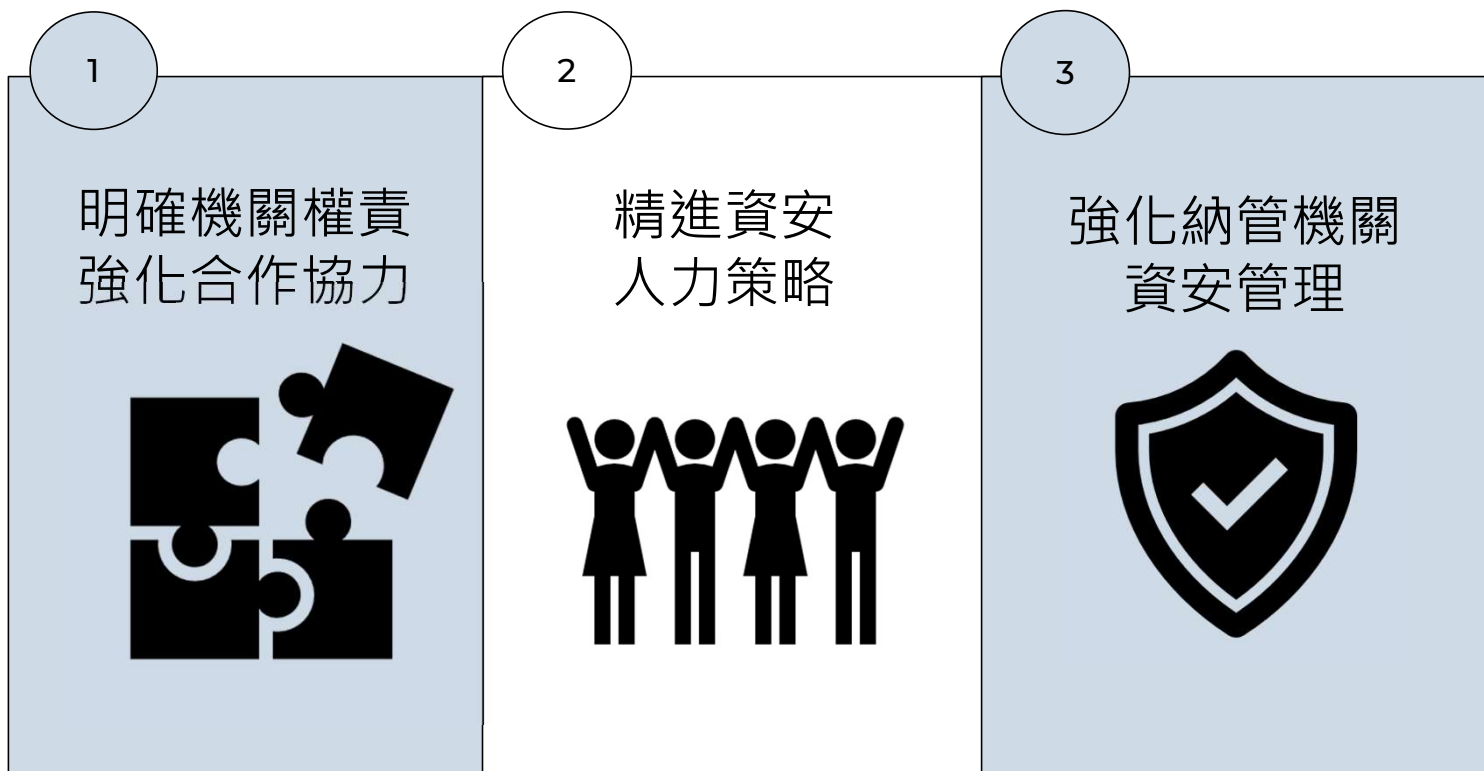 1
明確機關權責
強化合作協力
2
精進資安
人力策略
3
強化納管機關
資安管理